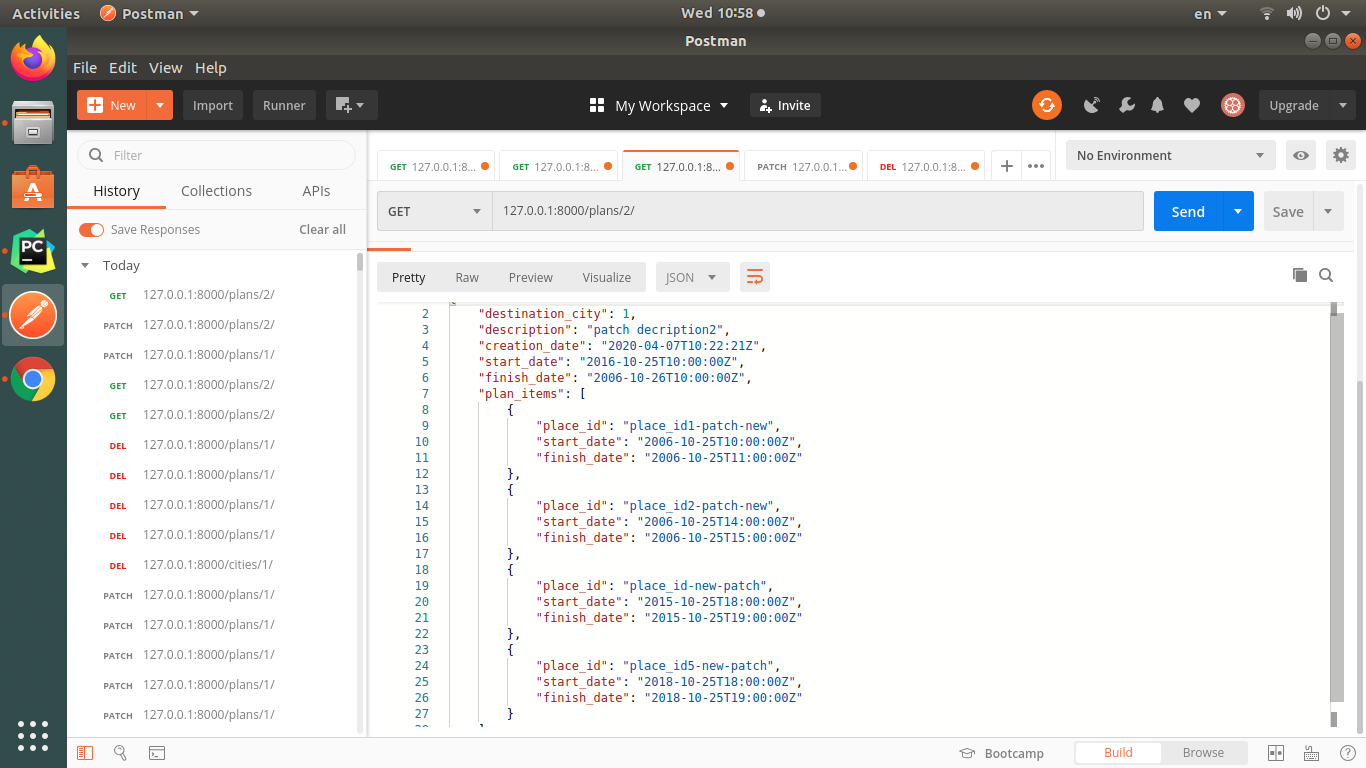 Activities Postman Wed 10:58 en
Postman
File Edit View Help
New Import Runner My Workspace Invite Upgrade
Filter
History Collections APIs
Save Responses Clear all
Today
GET 127.0.0.1:8000/plans/2/
PATCH 127.0.0.1:8000/plans/2/
PATCH 127.0.0.1:8000/plans/1/
GET 127.0.0.1:8000/plans/2/
GET 127.0.0.1:8000/plans/2/
DEL 127.0.0.1:8000/plans/1/
DEL 127.0.0.1:8000/plans/1/
DEL 127.0.0.1:8000/plans/1/
DEL 127.0.0.1:8000/plans/1/
DEL 127.0.0.1:8000/cities/1/
PATCH 127.0.0.1:8000/plans/1/
PATCH 127.0.0.1:8000/plans/1/
PATCH 127.0.0.1:8000/plans/1/
PATCH 127.0.0.1:8000/plans/1/
PATCH 127.0.0.1:8000/plans/1/
GET 127.0.0.1:8... GET 127.0.0.1:8... GET 127.0.0.1:8... PATCH 127.0.0.1... DEL 127.0.0.1:8... No Environment
GET 127.0.0.1:8000/plans/2/ Send Save
Pretty Raw Preview Visualize JSON
2 "destination_city": 1,
3 "description": "patch decription2",
4 "creation_date": "2020-04-07T10:22:21Z",
5 "start_date": "2016-10-25T10:00:00Z",
6 "finish_date": "2006-10-26T10:00:00Z",
7 "plan_items": [
8 {
9 "place_id": "place_id1-patch-new",
10 "start_date": "2006-10-25T10:00:00Z",
11 "finish_date": "2006-10-25T11:00:00Z"
12 },
13 {
14 "place_id": "place_id2-patch-new",
15 "start_date": "2006-10-25T14:00:00Z",
16 "finish_date": "2006-10-25T15:00:00Z"
17 },
18 {
19 "place_id": "place_id-new-patch",
20 "start_date": "2015-10-25T18:00:00Z",
21 "finish_date": "2015-10-25T19:00:00Z"
22 },
23 {
24 "place_id": "place_id5-new-patch",
25 "start_date": "2018-10-25T18:00:00Z",
26 "finish_date": "2018-10-25T19:00:00Z"
27 }
Bootcamp Build Browse
PC